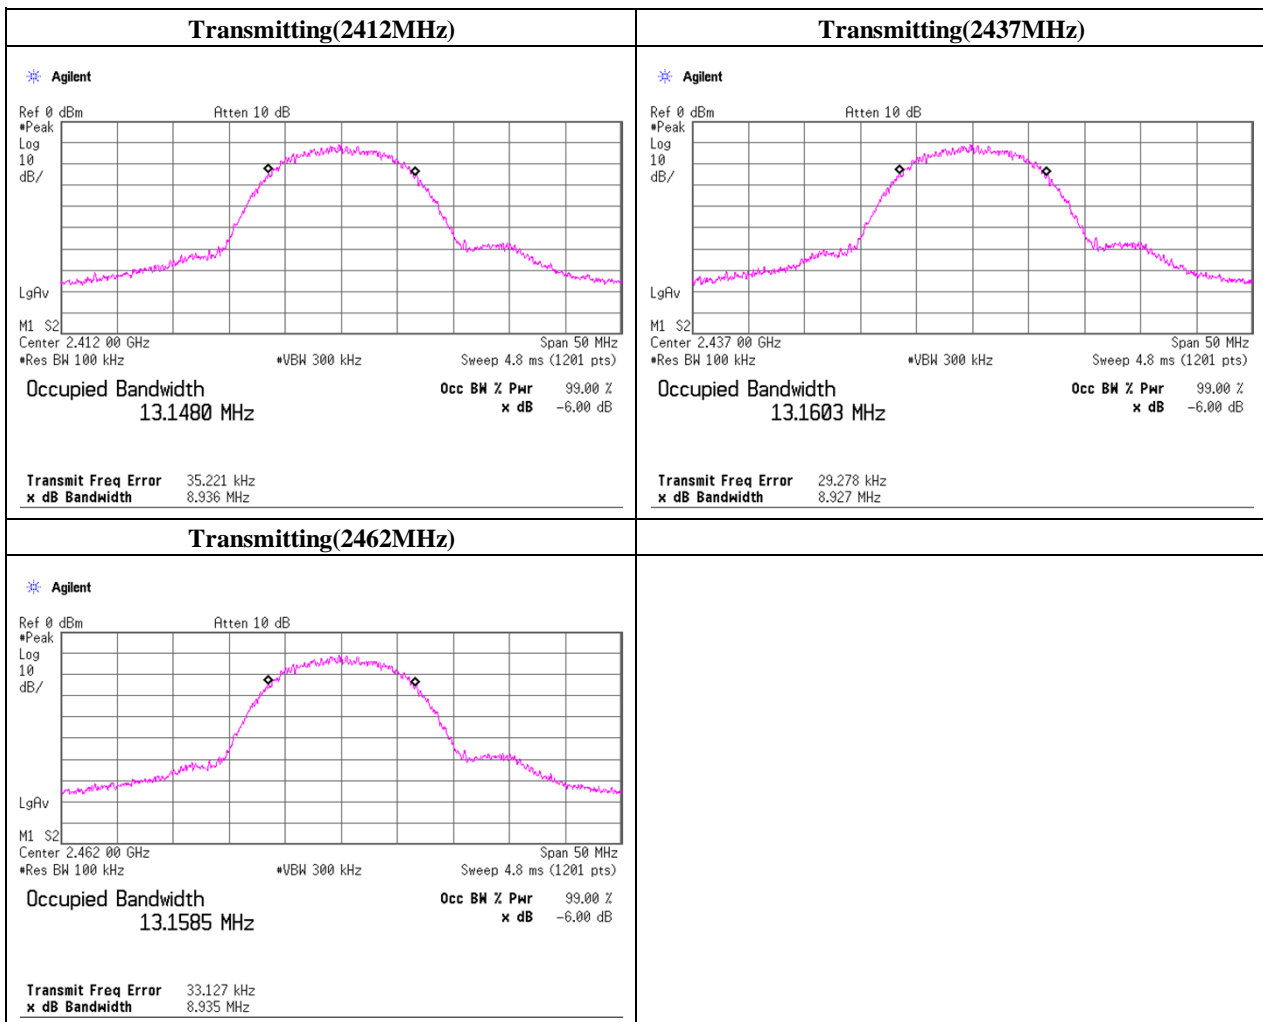 Transmitting(2412MHz)
Transmitting(2437MHz)
Agilent
Ref 0 dBm Atten 10 dB
#Peak
Log
10
dB/
LgAv
M1 S2
Center 2.412 00 GHz Span 50 MHz
#Res BW 100 kHz #VBW 300 kHz Sweep 4.8 ms (1201 pts)
Occupied Bandwidth Occ BW % Pwr 99.00 %
13.1480 MHz x dB -6.00 dB
Transmit Freq Error 35.221 kHz
x dB Bandwidth 8.936 MHz
Agilent
Ref 0 dBm Atten 10 dB
#Peak
Log
10
dB/
LgAv
M1 S2
Center 2.437 00 GHz Span 50 MHz
#Res BW 100 kHz #VBW 300 kHz Sweep 4.8 ms (1201 pts)
Occupied Bandwidth Occ BW % Pwr 99.00 %
13.1603 MHz x dB -6.00 dB
Transmit Freq Error 29.278 kHz
x dB Bandwidth 8.927 MHz
Transmitting(2462MHz)
Agilent
Ref 0 dBm Atten 10 dB
#Peak
Log
10
dB/
LgAv
M1 S2
Center 2.462 00 GHz Span 50 MHz
#Res BW 100 kHz #VBW 300 kHz Sweep 4.8 ms (1201 pts)
Occupied Bandwidth Occ BW % Pwr 99.00 %
13.1585 MHz x dB -6.00 dB
Transmit Freq Error 33.127 kHz
x dB Bandwidth 8.935 MHz